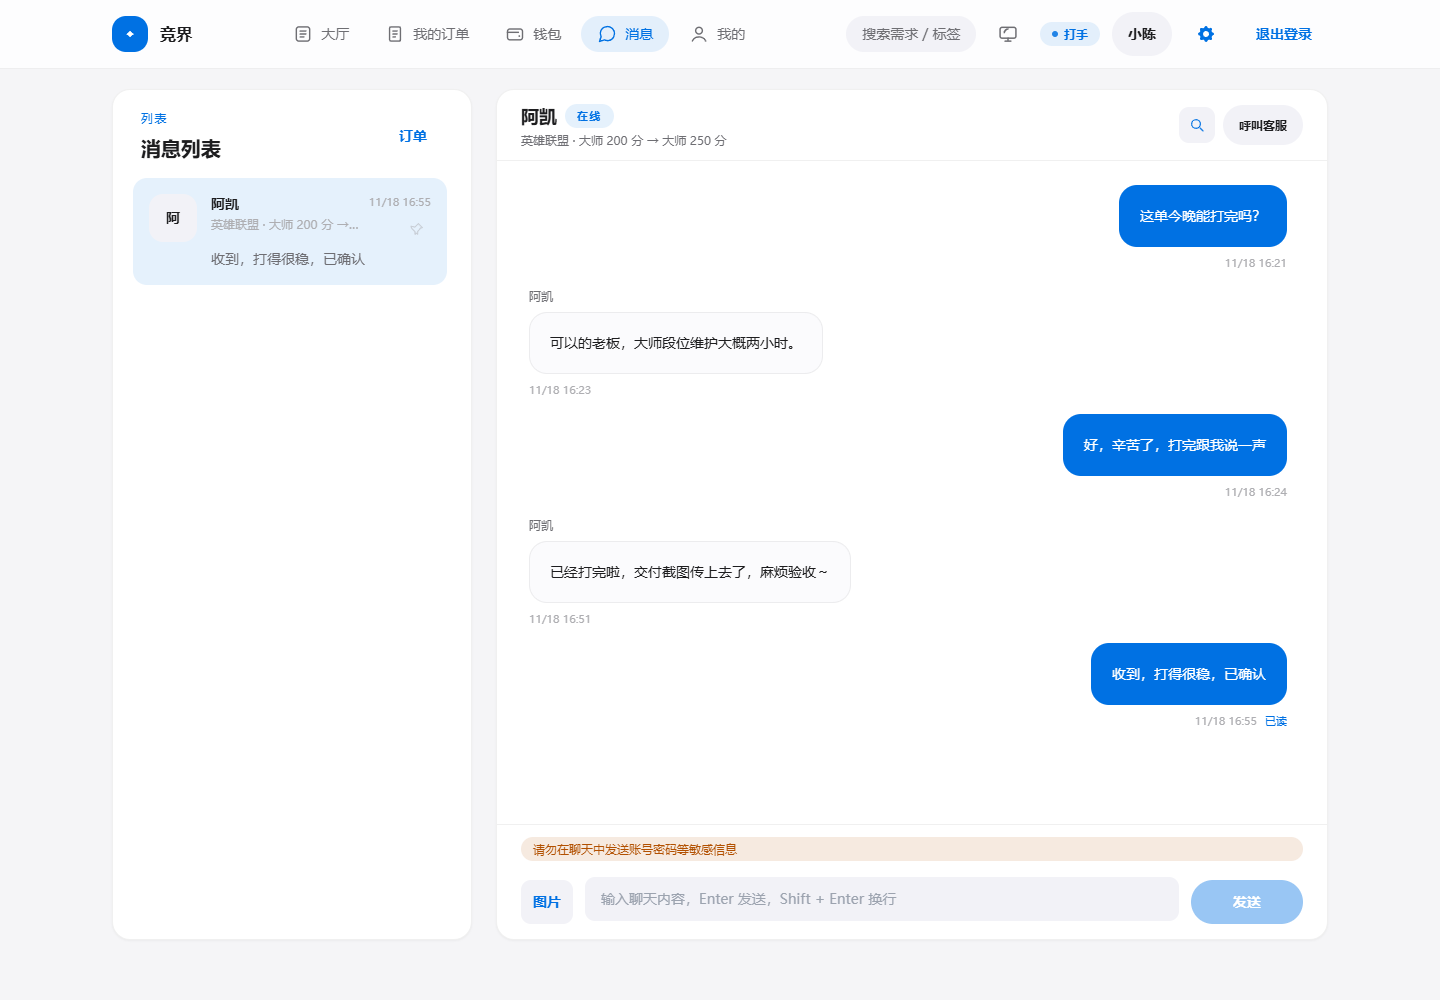 竞界
大厅
我的订单
钱包
消息
我的
搜索需求 / 标签
打手
小陈
退出登录
列表
消息列表
订单
阿
阿凯
11/18 16:55
英雄联盟 · 大师 200 分 →...
收到，打得很稳，已确认
阿凯
在线
英雄联盟 · 大师 200 分 → 大师 250 分
呼叫客服
这单今晚能打完吗？
11/18 16:21
阿凯
可以的老板，大师段位维护大概两小时。
11/18 16:23
好，辛苦了，打完跟我说一声
11/18 16:24
阿凯
已经打完啦，交付截图传上去了，麻烦验收～
11/18 16:51
收到，打得很稳，已确认
11/18 16:55 已读
请勿在聊天中发送账号密码等敏感信息
图片
输入聊天内容，Enter 发送，Shift + Enter 换行
发送